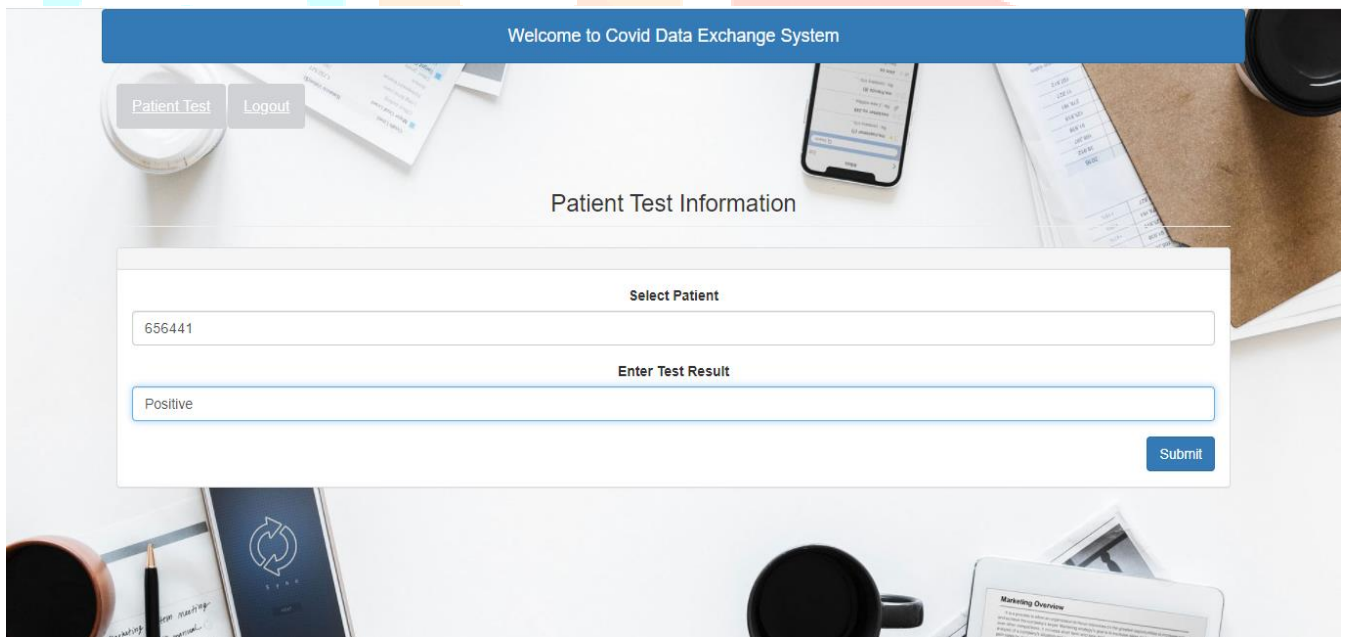 Welcome to Covid Data Exchange System
Patient Test Logout
Patient Test Information
Select Patient
656441
Enter Test Result
Positive
Submit
SYNC
Marketing Overview